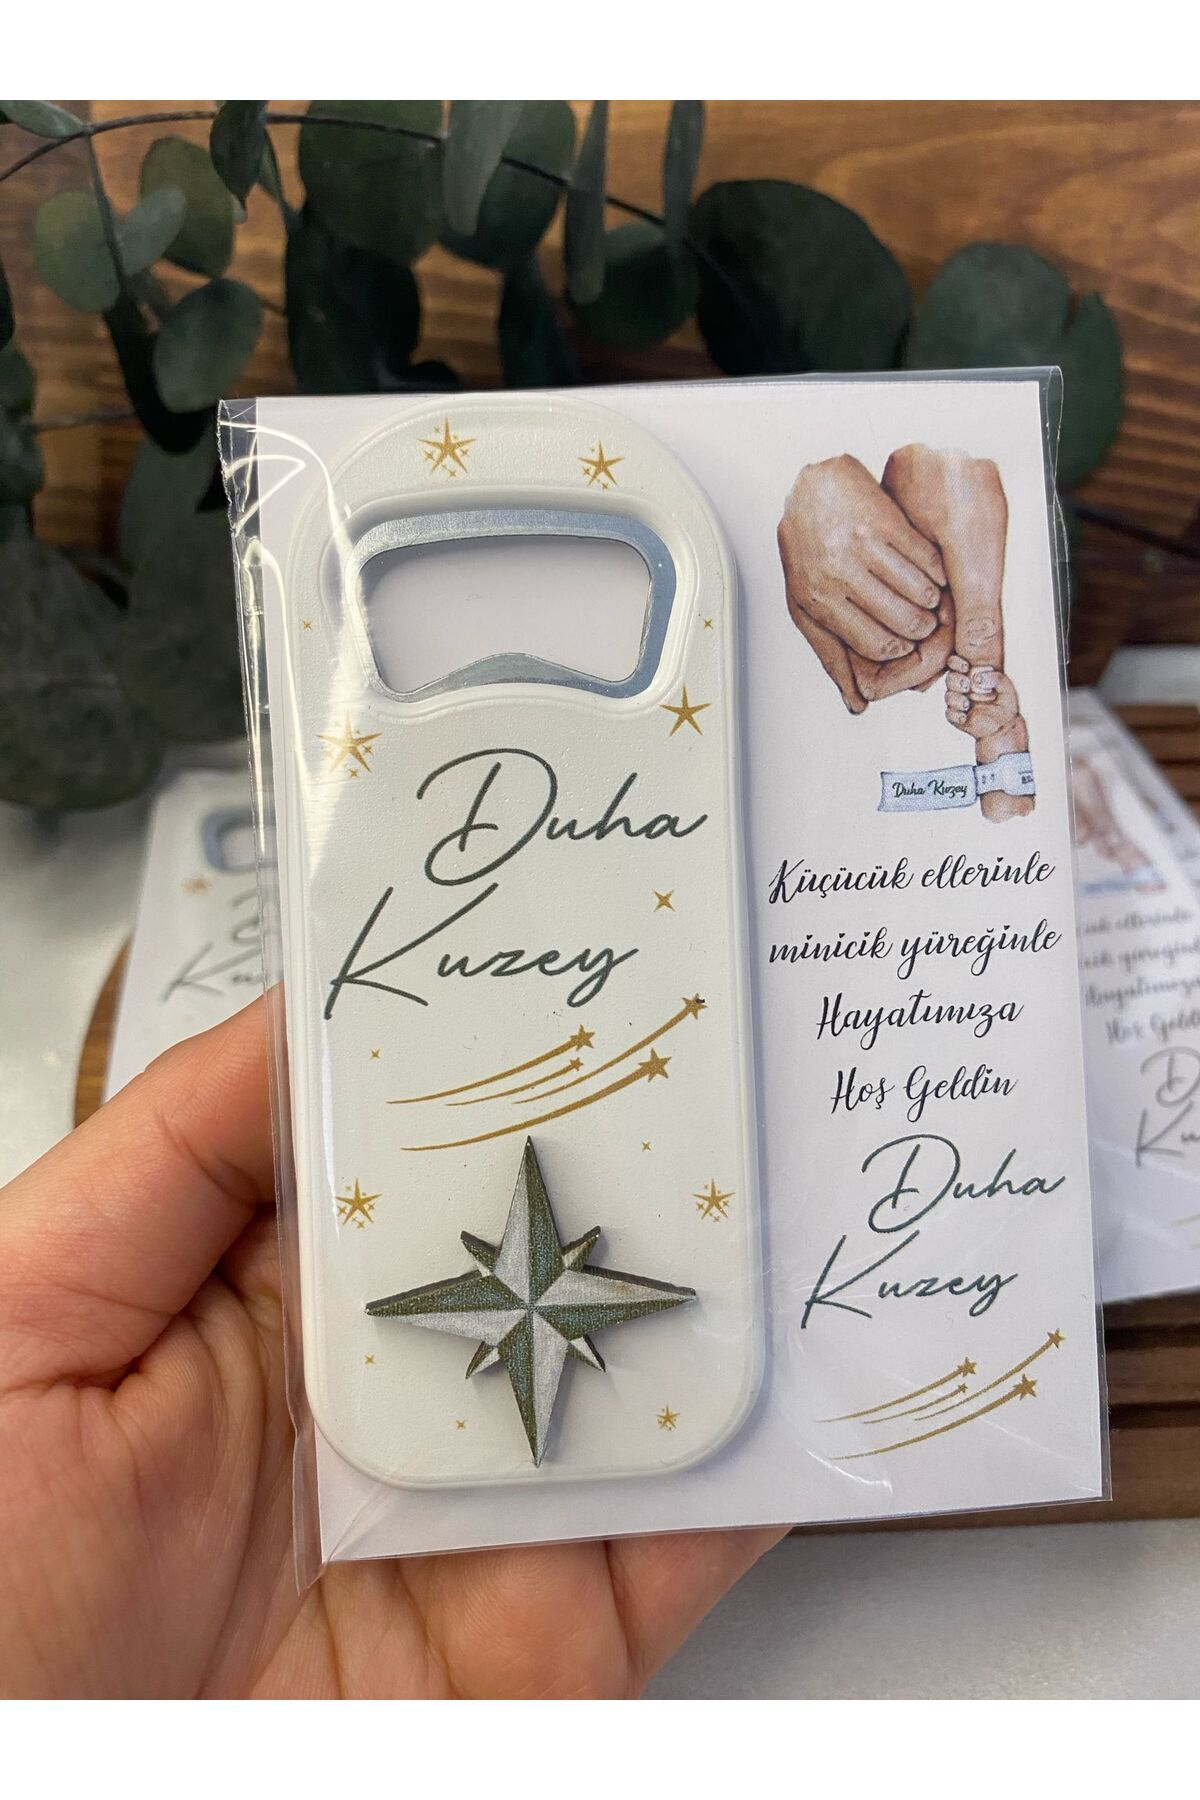 Duha
Kuzey
Duha Kuzey
Küçücük ellerinle
minicik yüreğinle
Hayatımıza
Hoş Geldin
Duha
Kuzey